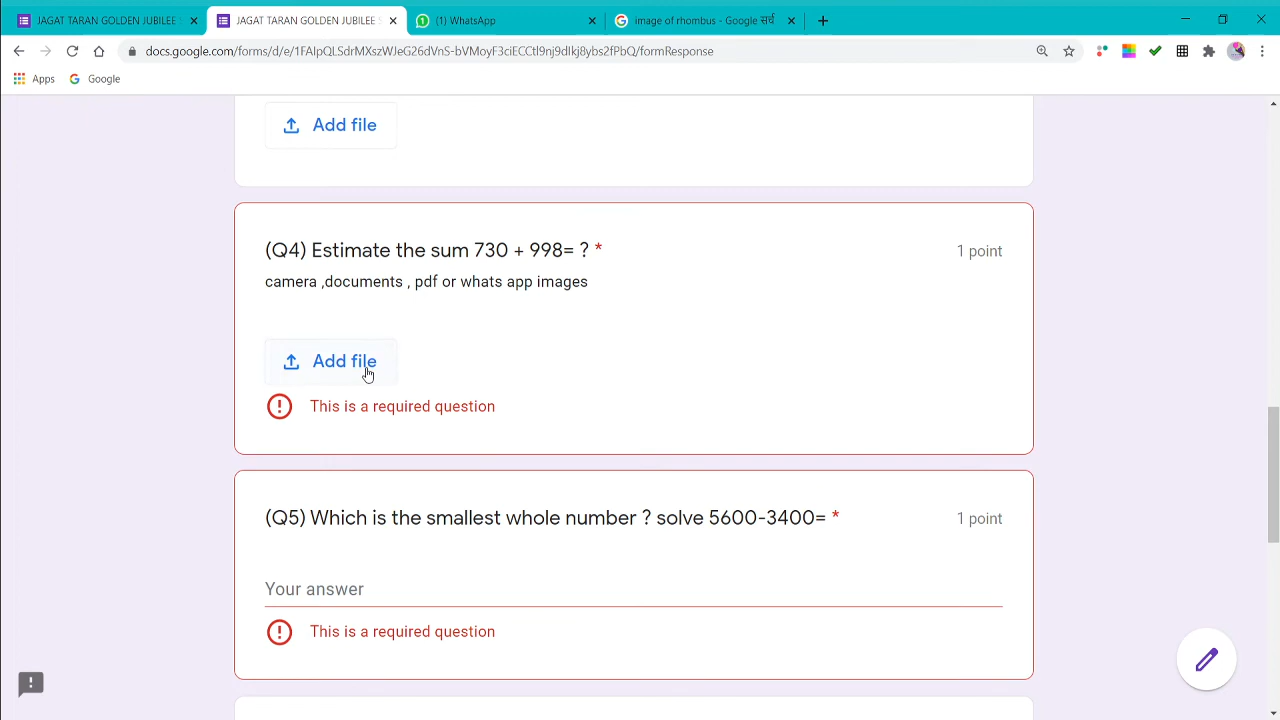 JAGAT TARAN GOLDEN JUBILEE
JAGAT TARAN GOLDEN JUBILEE S
(1) WhatsApp
image of rhombus - Google सर्च
docs.google.com/forms/d/e/1FAIpQLSdrMXszWJeG26dVnS-bVMoyF3ciECCtl9nj9dIkj8ybs2fPbQ/formResponse
Apps
Google
Add file
(Q4) Estimate the sum 730 + 998= ? *
1 point
camera ,documents , pdf or whats app images
Add file
This is a required question
(Q5) Which is the smallest whole number ? solve 5600-3400= *
1 point
Your answer
This is a required question